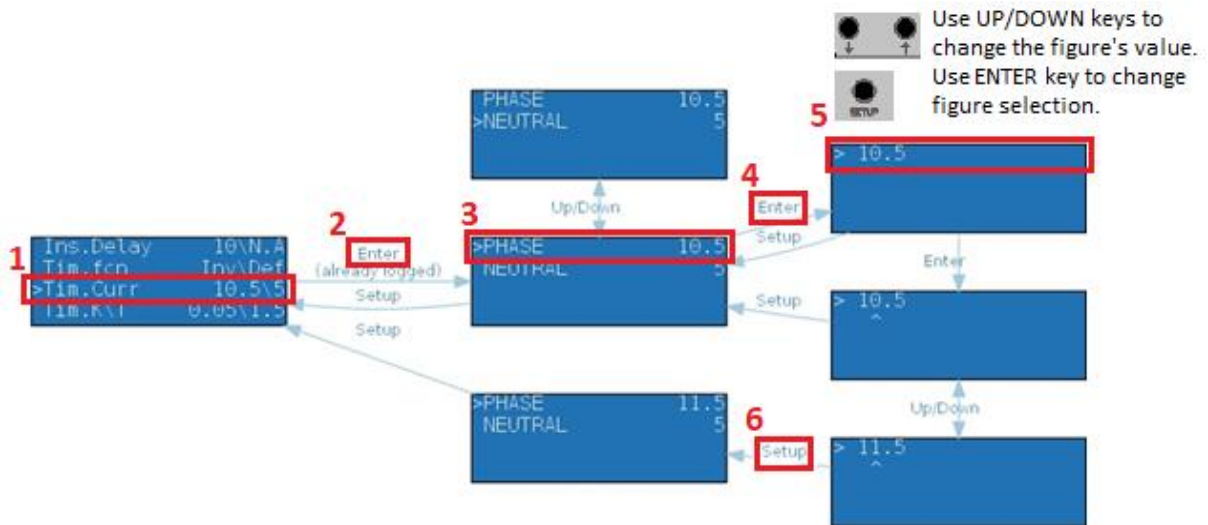 Use UP/DOWN keys to
change the figure's value.
Use ENTER key to change
figure selection.
↓ ↑
SETUP
PHASE 10.5
>NEUTRAL 5
Up/Down
1
Ins.Delay 10\N.A
Tim.fcn Inv\Def
>Tim.Curr 10.5\5
Tim.K\T 0.05\1.5
2
Enter
(already logged)
Setup
Setup
3
>PHASE 10.5
NEUTRAL 5
4
Enter
Setup
5
> 10.5
Enter
Setup
> 10.5
^
Up/Down
> 11.5
^
6
Setup
>PHASE 11.5
NEUTRAL 5